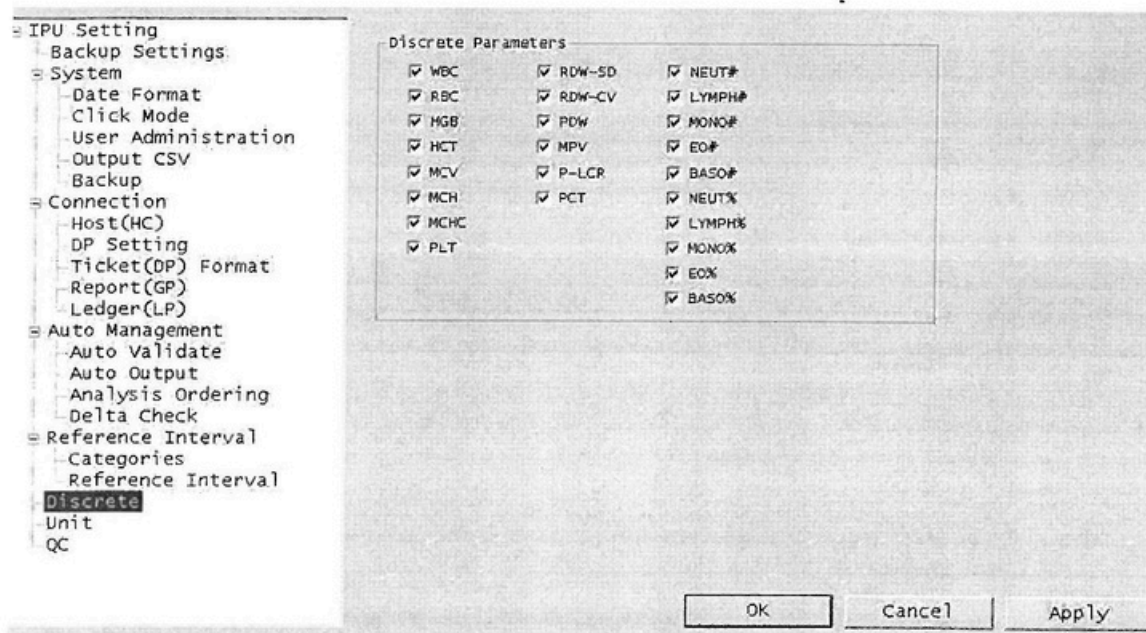 IPU Setting
Backup Settings
System
Date Format
Click Mode
User Administration
Output CSV
Backup
Connection
Host(HC)
DP Setting
Ticket(DP) Format
Report(GP)
Ledger(LP)
Auto Management
Auto Validate
Auto Output
Analysis Ordering
Delta Check
Reference Interval
Categories
Reference Interval
Discrete
Unit
QC
Discrete Parameters
WBC RDW-SD NEUT#
RBC RDW-CV LYMPH#
HGB PDW MONO#
HCT MPV EO#
MCV P-LCR BASO#
MCH PCT NEUT%
MCHC LYMPH%
PLT MONO%
EO%
BASO%
OK Cancel Apply